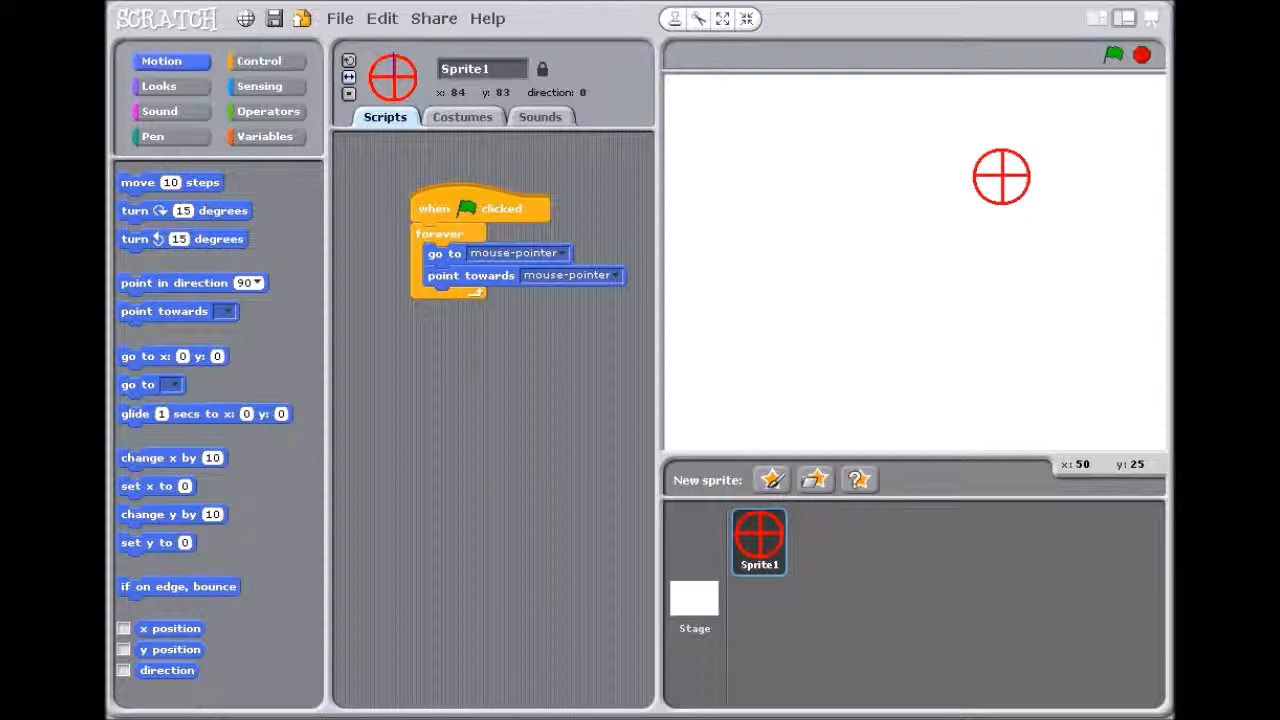 SCRATCH File Edit Share Help
Motion Control
Looks Sensing
Sound Operators
Pen Variables
move 10 steps
turn 15 degrees
turn 15 degrees
point in direction 90
point towards
go to x: 0 y: 0
go to
glide 1 secs to x: 0 y: 0
change x by 10
set x to 0
change y by 10
set y to 0
if on edge, bounce
x position
y position
direction
Sprite1
x: 84 y: 83 direction: 0
Scripts Costumes Sounds
when clicked
forever
go to mouse-pointer
point towards mouse-pointer
x: 50 y: 25
New sprite:
Sprite1
Stage